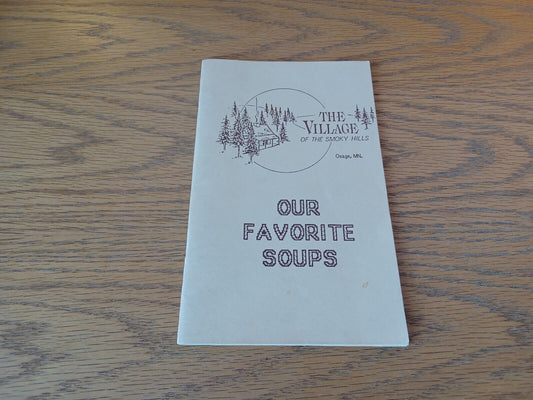 THE
VILLAGE
OF THE SMOKY HILLS
Osage, MN.
OUR
FAVORITE
SOUPS